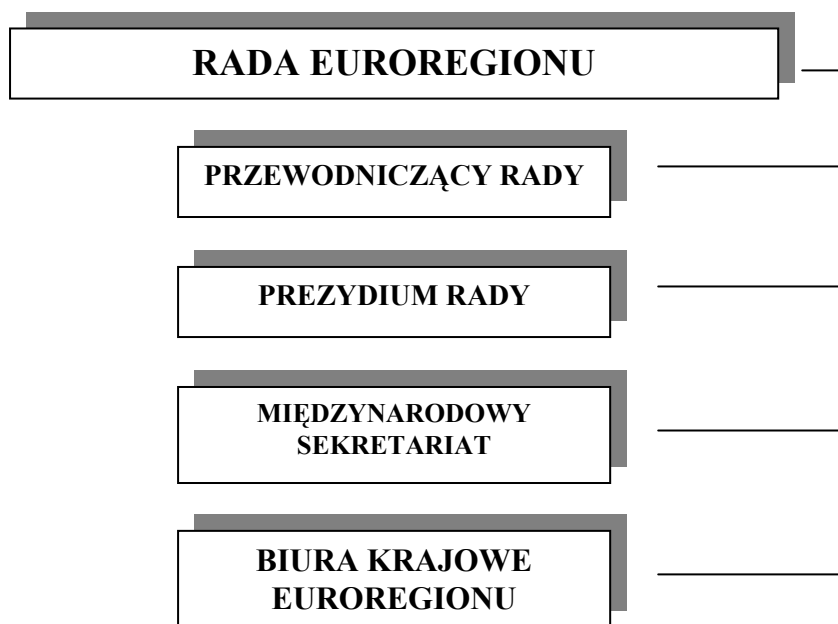 RADA EUROREGIONU
PRZEWODNICZĄCY RADY
PREZYDIUM RADY
MIĘDZYNARODOWY
SEKRETARIAT
BIURA KRAJOWE
EUROREGIONU